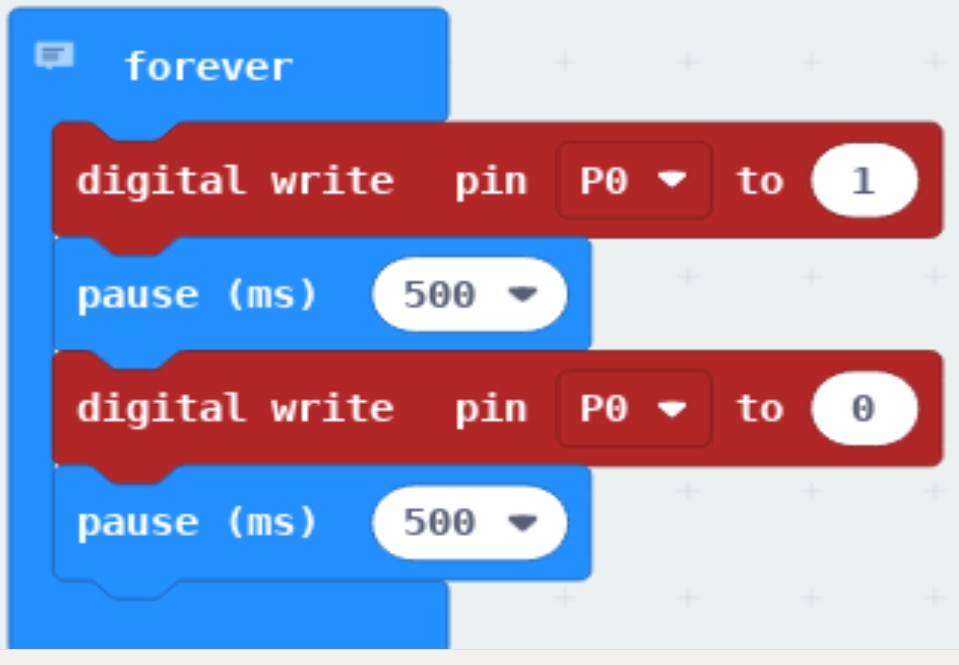 forever
digital write pin P0 to 1
pause (ms) 500
digital write pin P0 to 0
pause (ms) 500